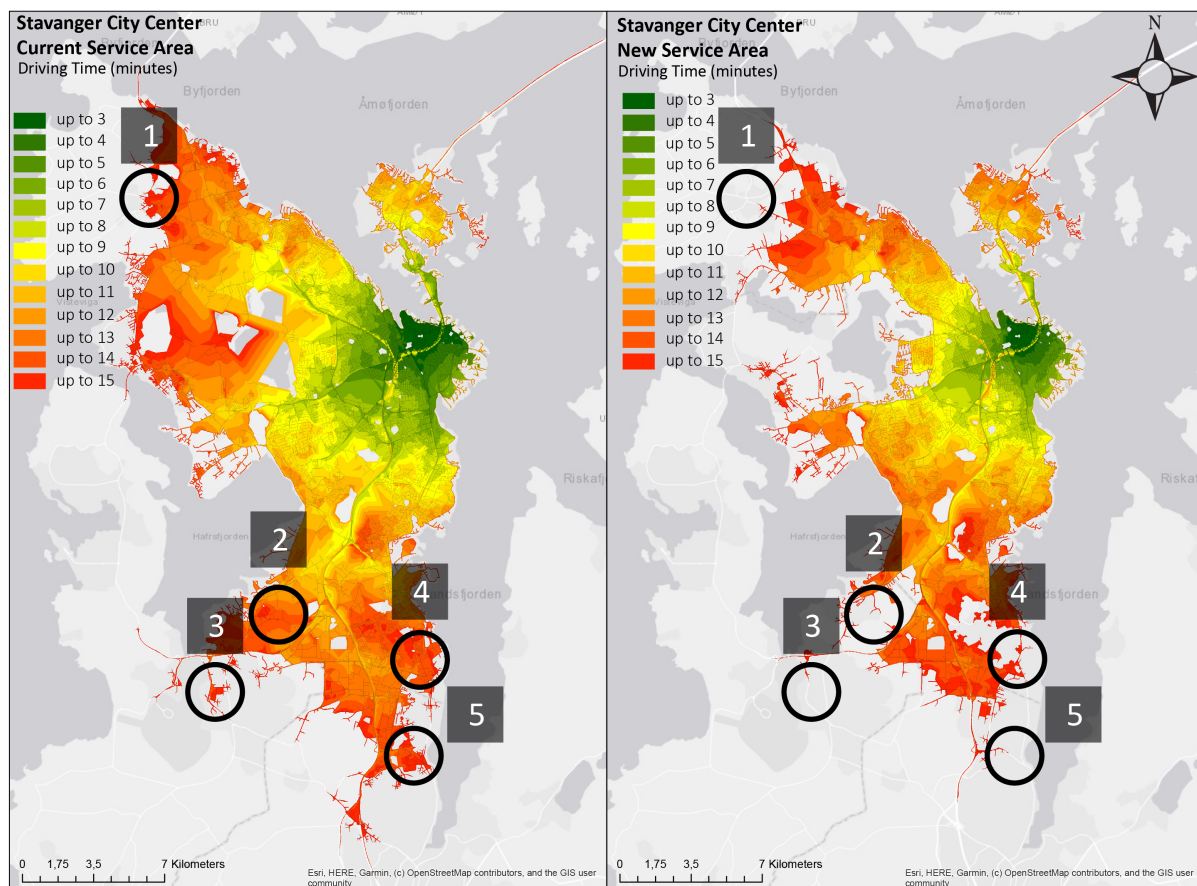 Stavanger City Center
Current Service Area
Driving Time (minutes)
Byfjorden
Åmøfjorden
up to 3
up to 4
up to 5
up to 6
up to 7
up to 8
up to 9
up to 10
up to 11
up to 12
up to 13
up to 14
up to 15
1
Hafrsfjorden
2
3
4
5
Riskafj
0 1,75 3,5 7 Kilometers
Esri, HERE, Garmin, (c) OpenStreetMap contributors, and the GIS user
community
Stavanger City Center
New Service Area
Driving Time (minutes)
N
Byfjorden
Åmøfjorden
up to 3
up to 4
up to 5
up to 6
up to 7
up to 8
up to 9
up to 10
up to 11
up to 12
up to 13
up to 14
up to 15
1
Hafrsfjorden
2
3
4
5
Riskafj
0 1,75 3,5 7 Kilometers
Esri, HERE, Garmin, (c) OpenStreetMap contributors, and the GIS user
community